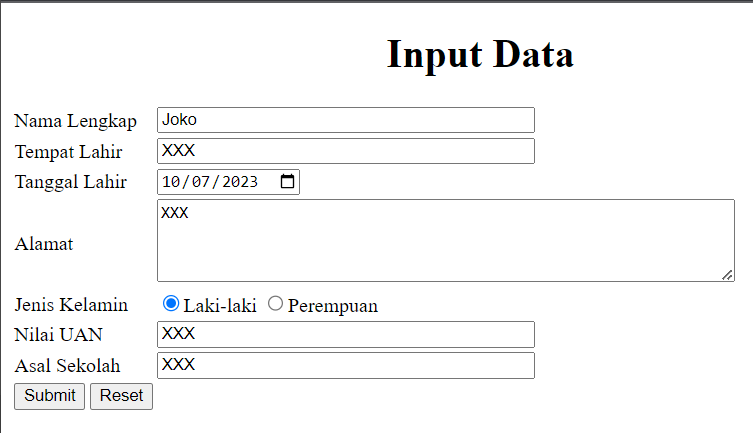 Input Data
Nama Lengkap Joko
Tempat Lahir XXX
Tanggal Lahir 10/07/2023
Alamat XXX
Jenis Kelamin Laki-laki Perempuan
Nilai UAN XXX
Asal Sekolah XXX
Submit Reset